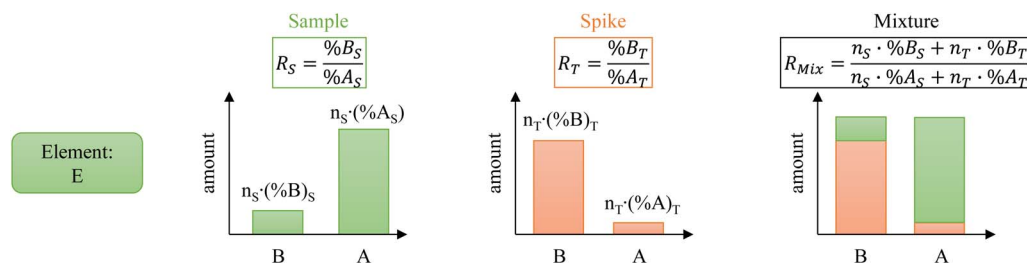 Sample
R_S = %B_S / %A_S
Spike
R_T = %B_T / %A_T
Mixture
R_Mix = n_S · %B_S + n_T · %B_T / n_S · %A_S + n_T · %A_T
Element:
E
amount
n_S·(%B)_S
n_S·(%A_S)
B
A
amount
n_T·(%B)_T
n_T·(%A)_T
B
A
amount
B
A